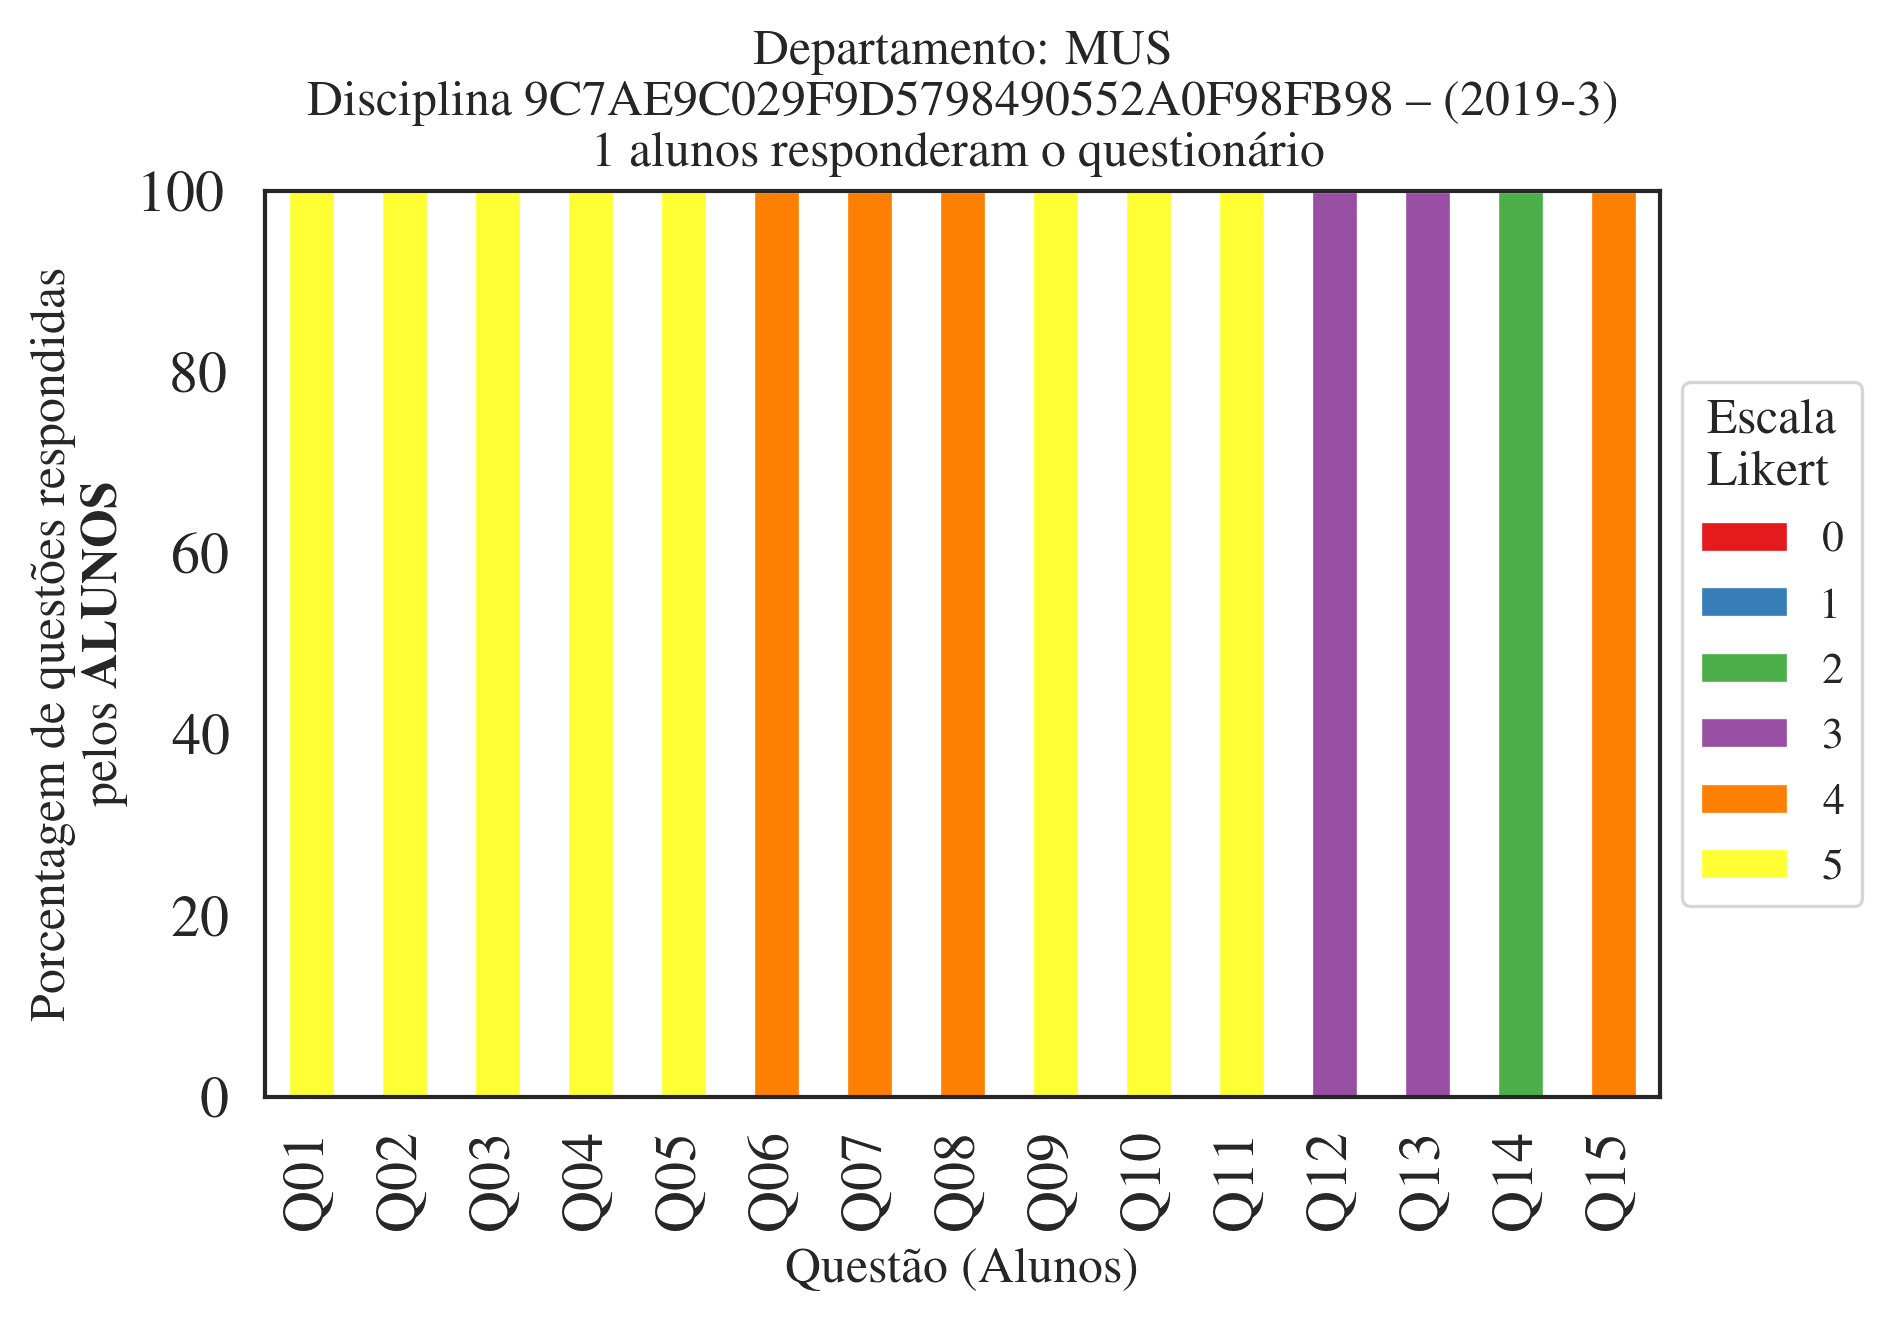 Departamento: MUS
Disciplina 9C7AE9C029F9D5798490552A0F98FB98 – (2019-3)
1 alunos responderam o questionário
Porcentagem de questões respondidas
pelos ALUNOS
100
80
60
40
20
0
Q01
Q02
Q03
Q04
Q05
Q06
Q07
Q08
Q09
Q10
Q11
Q12
Q13
Q14
Q15
Questão (Alunos)
Escala
Likert
0
1
2
3
4
5